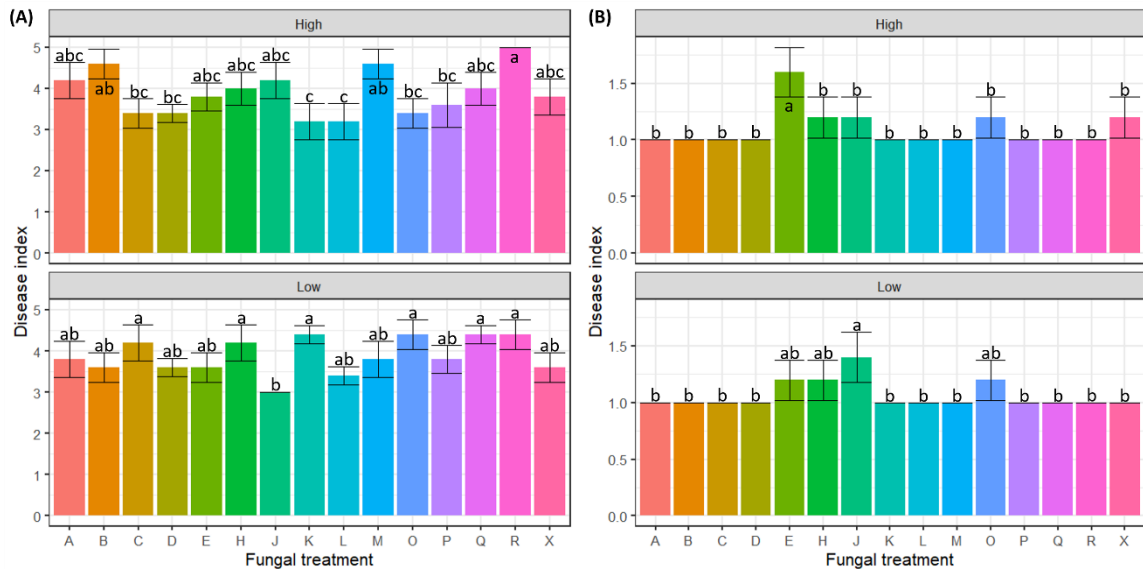 (A)
High
Disease index
5
4
3
2
1
0
abc ab bc bc abc abc abc c c ab bc bc abc a abc
Low
5
4
3
2
1
0
ab ab a ab ab a b a ab ab a ab a a ab
A B C D E H J K L M O P Q R X
Fungal treatment
(B)
High
Disease index
1.5
1.0
0.5
0.0
b b b b a b b b b b b b b b b
Low
1.5
1.0
0.5
0.0
b b b b ab ab a b b b ab b b b b
A B C D E H J K L M O P Q R X
Fungal treatment